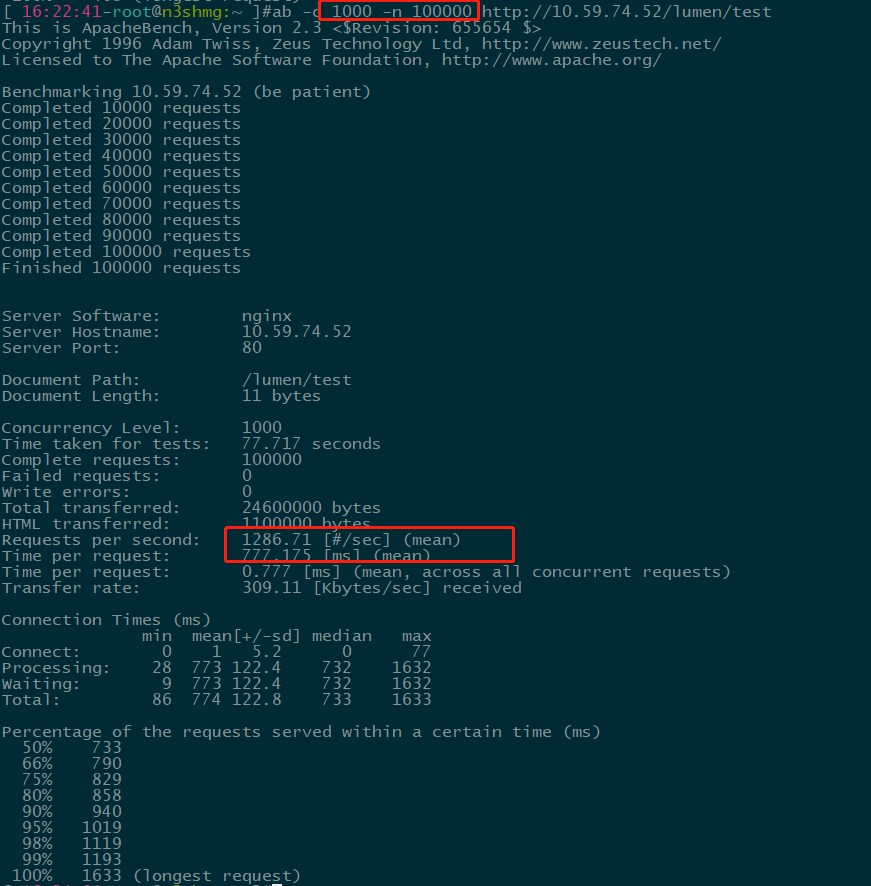 [ 16:22:41-root@n3shmg:~ ]#ab -c 1000 -n 100000 http://10.59.74.52/lumen/test
This is ApacheBench, Version 2.3 <$Revision: 655654 $>
Copyright 1996 Adam Twiss, Zeus Technology Ltd, http://www.zeustech.net/
Licensed to The Apache Software Foundation, http://www.apache.org/
Benchmarking 10.59.74.52 (be patient)
Completed 10000 requests
Completed 20000 requests
Completed 30000 requests
Completed 40000 requests
Completed 50000 requests
Completed 60000 requests
Completed 70000 requests
Completed 80000 requests
Completed 90000 requests
Completed 100000 requests
Finished 100000 requests
Server Software: nginx
Server Hostname: 10.59.74.52
Server Port: 80
Document Path: /lumen/test
Document Length: 11 bytes
Concurrency Level: 1000
Time taken for tests: 77.717 seconds
Complete requests: 100000
Failed requests: 0
Write errors: 0
Total transferred: 24600000 bytes
HTML transferred: 1100000 bytes
Requests per second: 1286.71 [#/sec] (mean)
Time per request: 777.175 [ms] (mean)
Time per request: 0.777 [ms] (mean, across all concurrent requests)
Transfer rate: 309.11 [Kbytes/sec] received
Connection Times (ms)
min mean[+/-sd] median max
Connect: 0 1 5.2 0 77
Processing: 28 773 122.4 732 1632
Waiting: 9 773 122.4 732 1632
Total: 86 774 122.8 733 1633
Percentage of the requests served within a certain time (ms)
50% 733
66% 790
75% 829
80% 858
90% 940
95% 1019
98% 1119
99% 1193
100% 1633 (longest request)